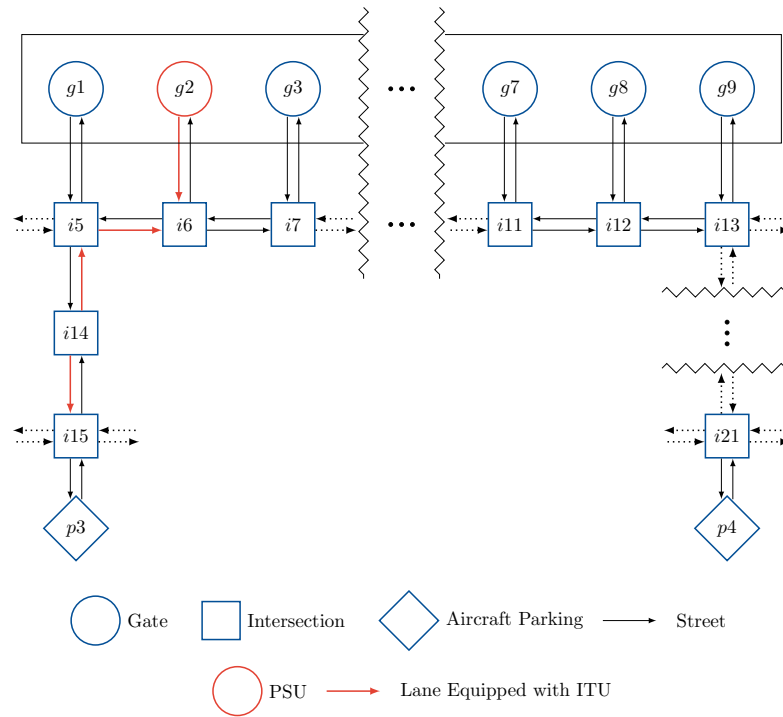 g1 g2 g3 ... g7 g8 g9
i5 i6 i7 ... i11 i12 i13
i14
i15 i21
p3 p4
Gate Intersection Aircraft Parking Street
PSU Lane Equipped with ITU